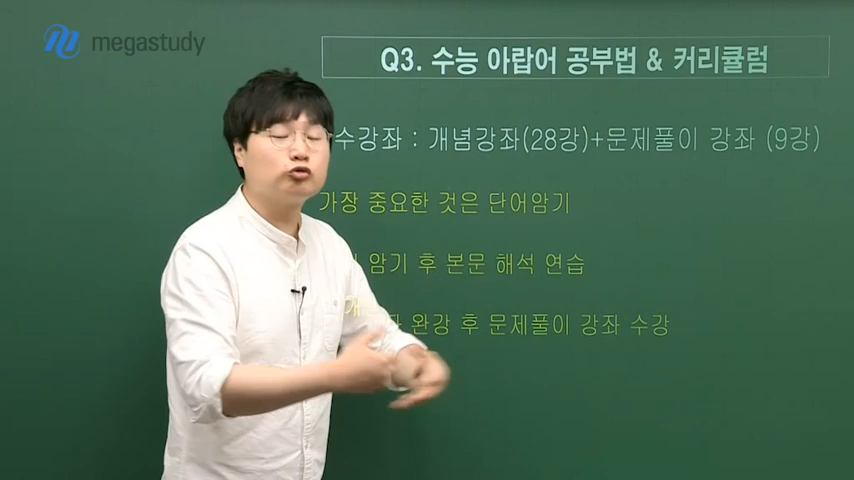 megastudy
Q3. 수능 아랍어 공부법 & 커리큘럼
수강좌 : 개념강좌(28강)+문제풀이 강좌 (9강)
가장 중요한 것은 단어암기
암기 후 본문 해석 연습
완강 후 문제풀이 강좌 수강